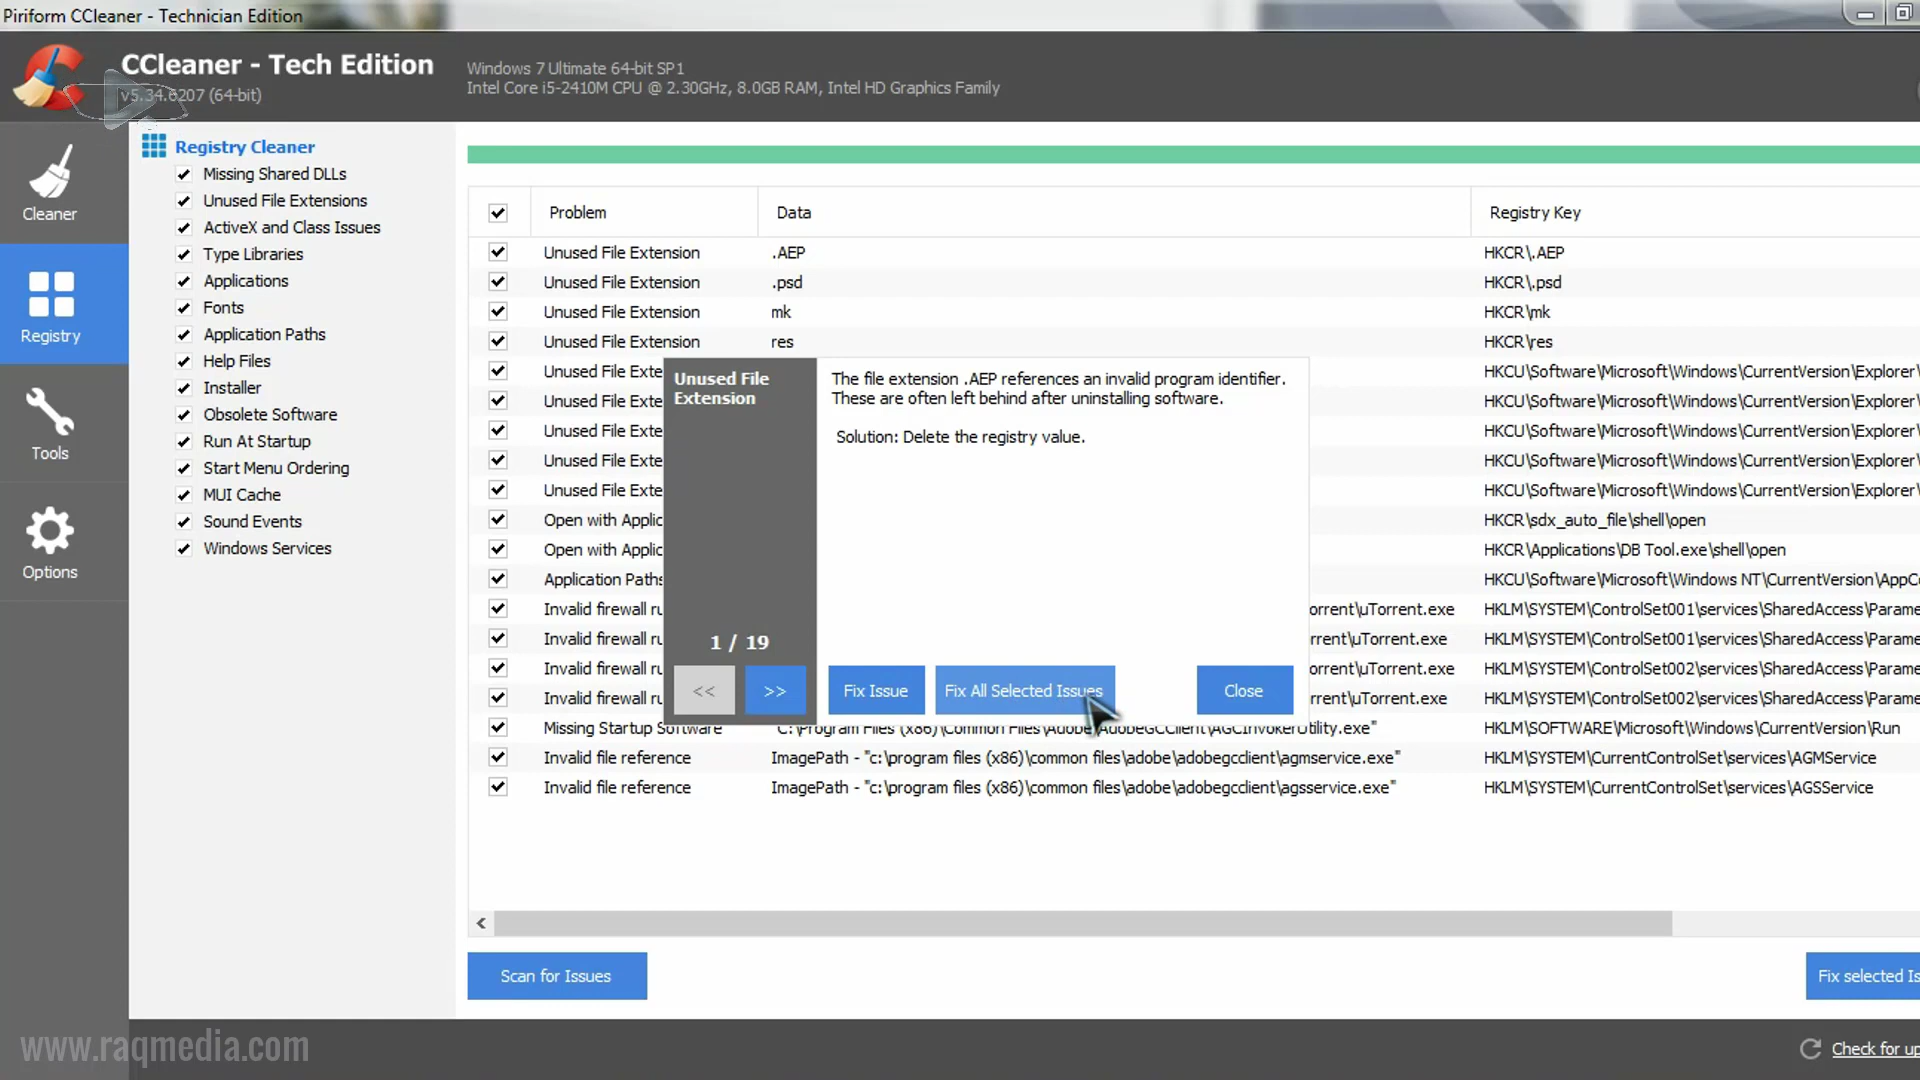 Piriform CCleaner - Technician Edition
CCleaner - Tech Edition
v5.34.6207 (64-bit)
Windows 7 Ultimate 64-bit SP1
Intel Core i5-2410M CPU @ 2.30GHz, 8.0GB RAM, Intel HD Graphics Family
Cleaner
Registry
Tools
Options
Registry Cleaner
Missing Shared DLLs
Unused File Extensions
ActiveX and Class Issues
Type Libraries
Applications
Fonts
Application Paths
Help Files
Installer
Obsolete Software
Run At Startup
Start Menu Ordering
MUI Cache
Sound Events
Windows Services
Problem Data Registry Key
Unused File Extension .AEP HKCR\.AEP
Unused File Extension .psd HKCR\.psd
Unused File Extension mk HKCR\mk
Unused File Extension res HKCR\res
Unused File Exte HKCU\Software\Microsoft\Windows\CurrentVersion\Explorer\
Unused File Exte HKCU\Software\Microsoft\Windows\CurrentVersion\Explorer\
Unused File Exte HKCU\Software\Microsoft\Windows\CurrentVersion\Explorer\
Unused File Exte HKCU\Software\Microsoft\Windows\CurrentVersion\Explorer\
Unused File Exte HKCU\Software\Microsoft\Windows\CurrentVersion\Explorer\
Open with Applic HKCR\sdx_auto_file\shell\open
Open with Applic HKCR\Applications\DB Tool.exe\shell\open
Application Paths HKCU\Software\Microsoft\Windows NT\CurrentVersion\AppCo
Invalid firewall ru orrent\uTorrent.exe HKLM\SYSTEM\ControlSet001\services\SharedAccess\Parame
Invalid firewall ru rrent\uTorrent.exe HKLM\SYSTEM\ControlSet001\services\SharedAccess\Parame
Invalid firewall ru orrent\uTorrent.exe HKLM\SYSTEM\ControlSet002\services\SharedAccess\Parame
Invalid firewall ru rrent\uTorrent.exe HKLM\SYSTEM\ControlSet002\services\SharedAccess\Parame
Missing Startup Software "C:\Program Files (x86)\Common Files\Adobe\AdobeGCClient\AGCInvokerUtility.exe" HKLM\SOFTWARE\Microsoft\Windows\CurrentVersion\Run
Invalid file reference ImagePath - "c:\program files (x86)\common files\adobe\adobegcclient\agmservice.exe" HKLM\SYSTEM\CurrentControlSet\services\AGMService
Invalid file reference ImagePath - "c:\program files (x86)\common files\adobe\adobegcclient\agsservice.exe" HKLM\SYSTEM\CurrentControlSet\services\AGSService
Unused File
Extension
The file extension .AEP references an invalid program identifier.
These are often left behind after uninstalling software.
Solution: Delete the registry value.
1 / 19
<< >> Fix Issue Fix All Selected Issues Close
Scan for Issues
Fix selected Is
www.raqmedia.com
Check for up